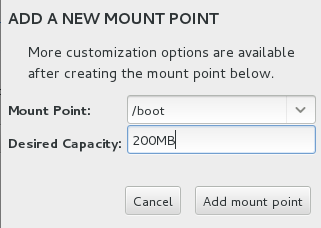 ADD A NEW MOUNT POINT
More customization options are available
after creating the mount point below.
Mount Point: /boot
Desired Capacity: 200MB
Cancel Add mount point